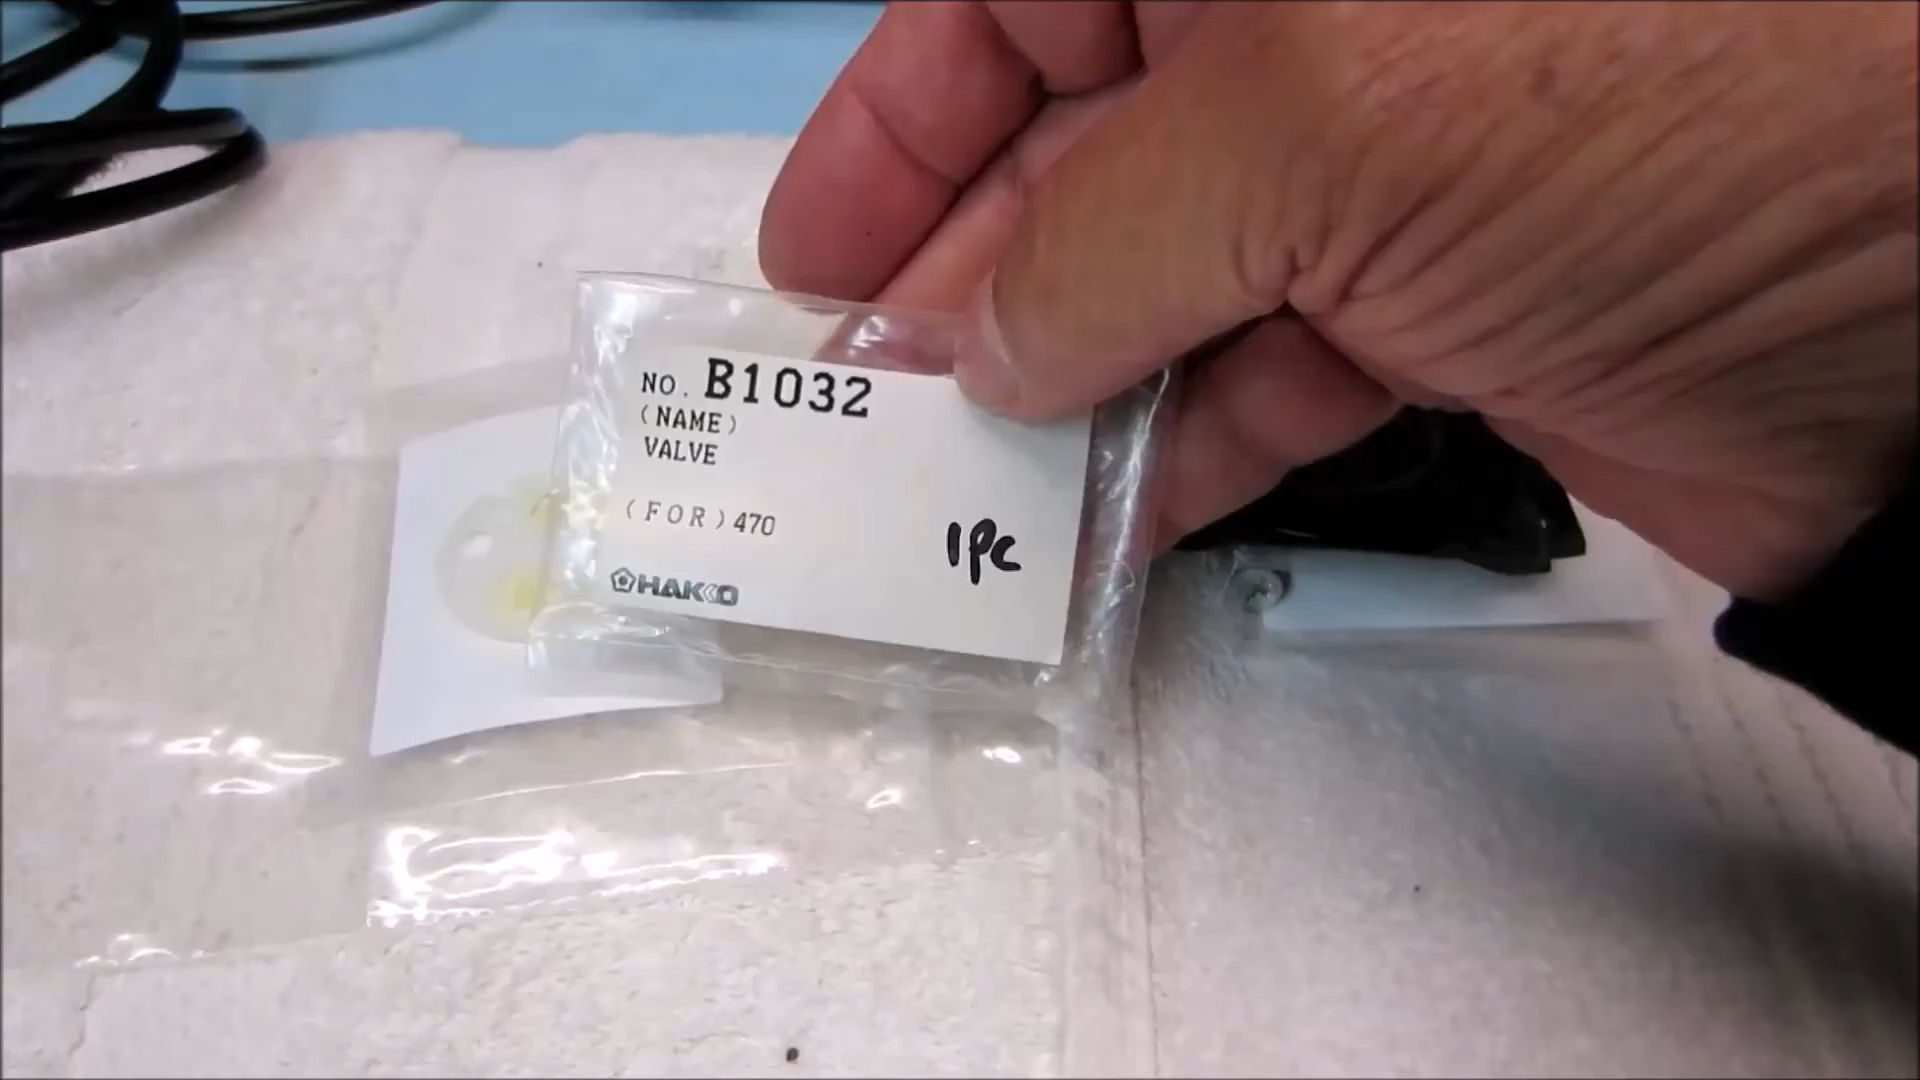 NO. B1032
(NAME)
VALVE
(FOR) 470
1PC
HAKKO